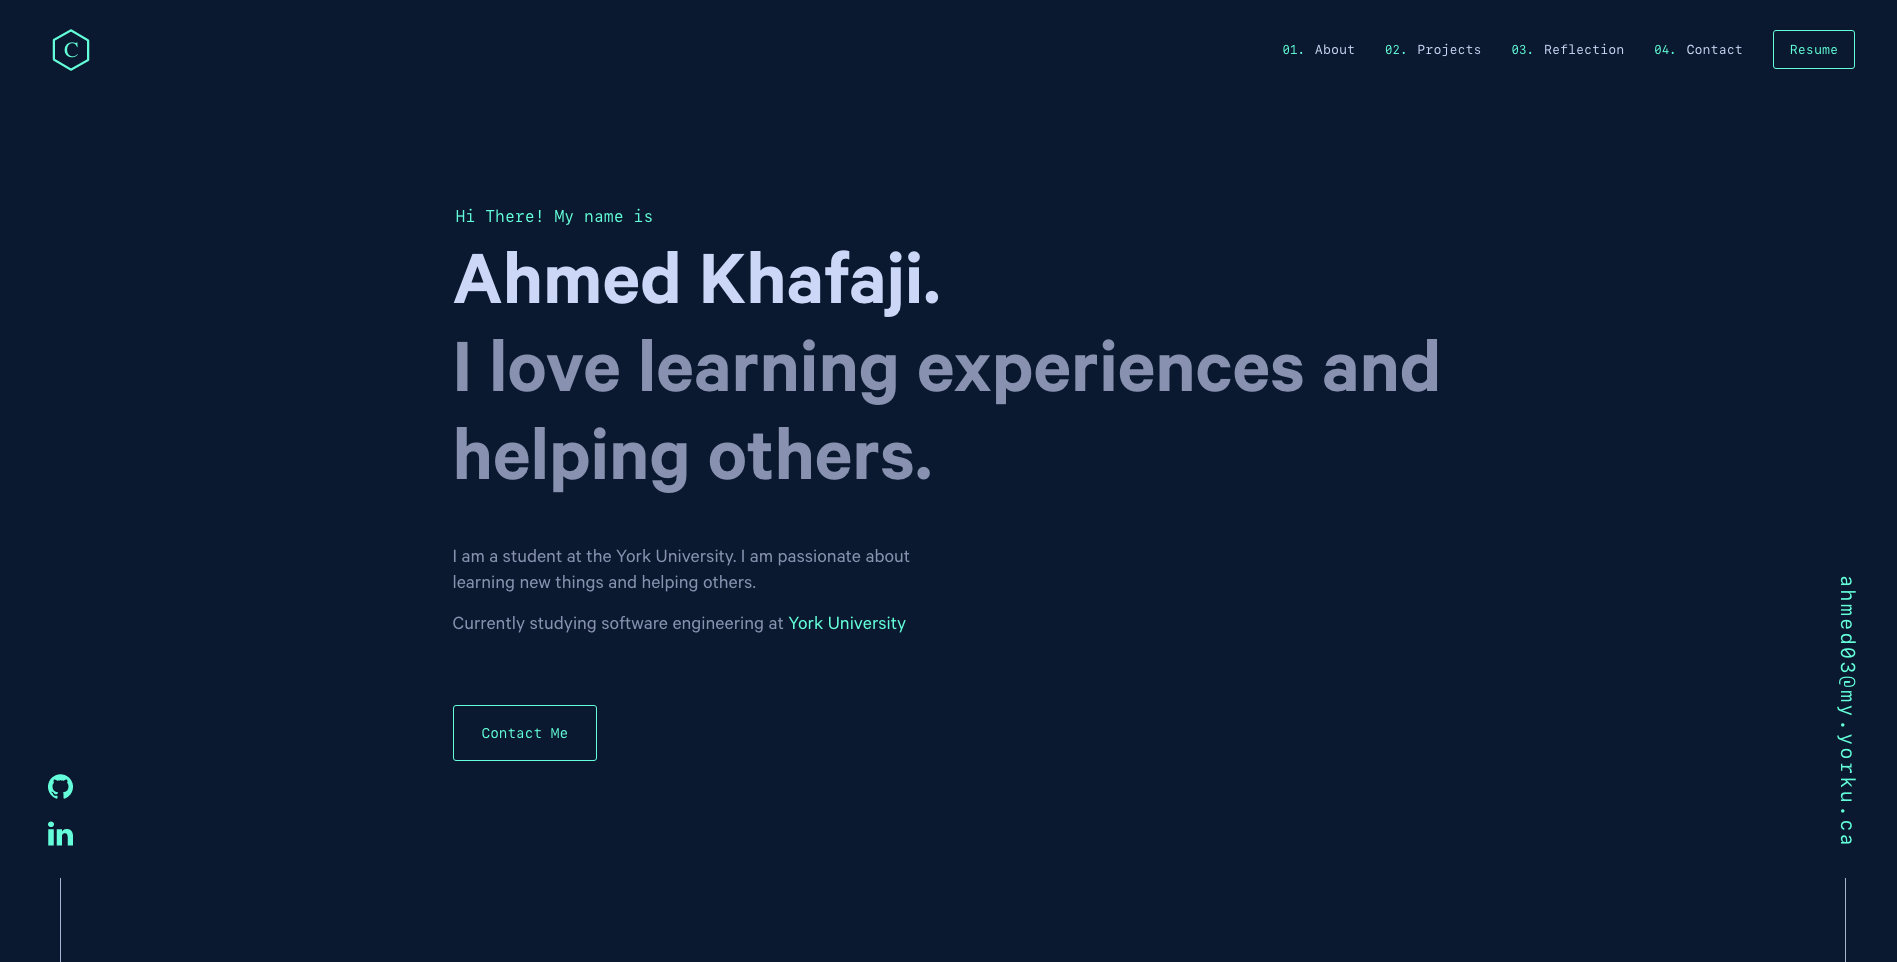 C
01. About 02. Projects 03. Reflection 04. Contact Resume
Hi There! My name is
Ahmed Khafaji.
I love learning experiences and
helping others.
I am a student at the York University. I am passionate about
learning new things and helping others.
Currently studying software engineering at York University
Contact Me
in
ahmed03@my.yorku.ca